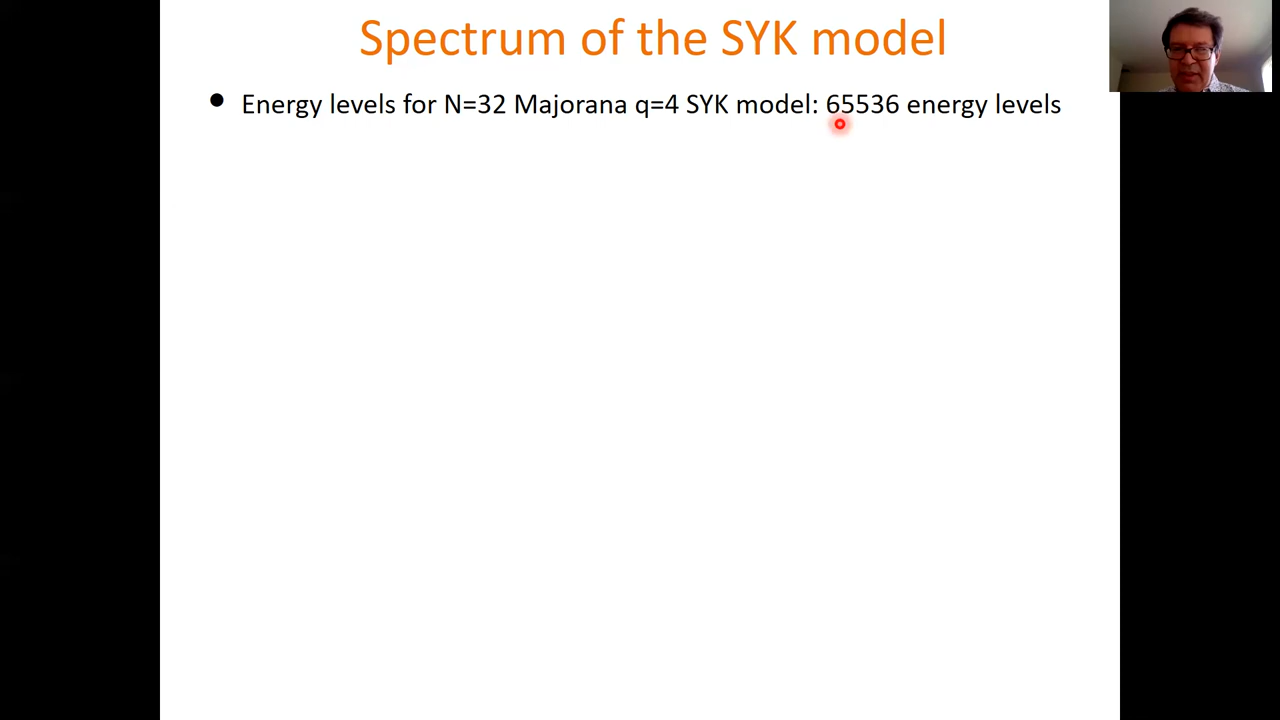 Spectrum of the SYK model
• Energy levels for N=32 Majorana q=4 SYK model: 65536 energy levels